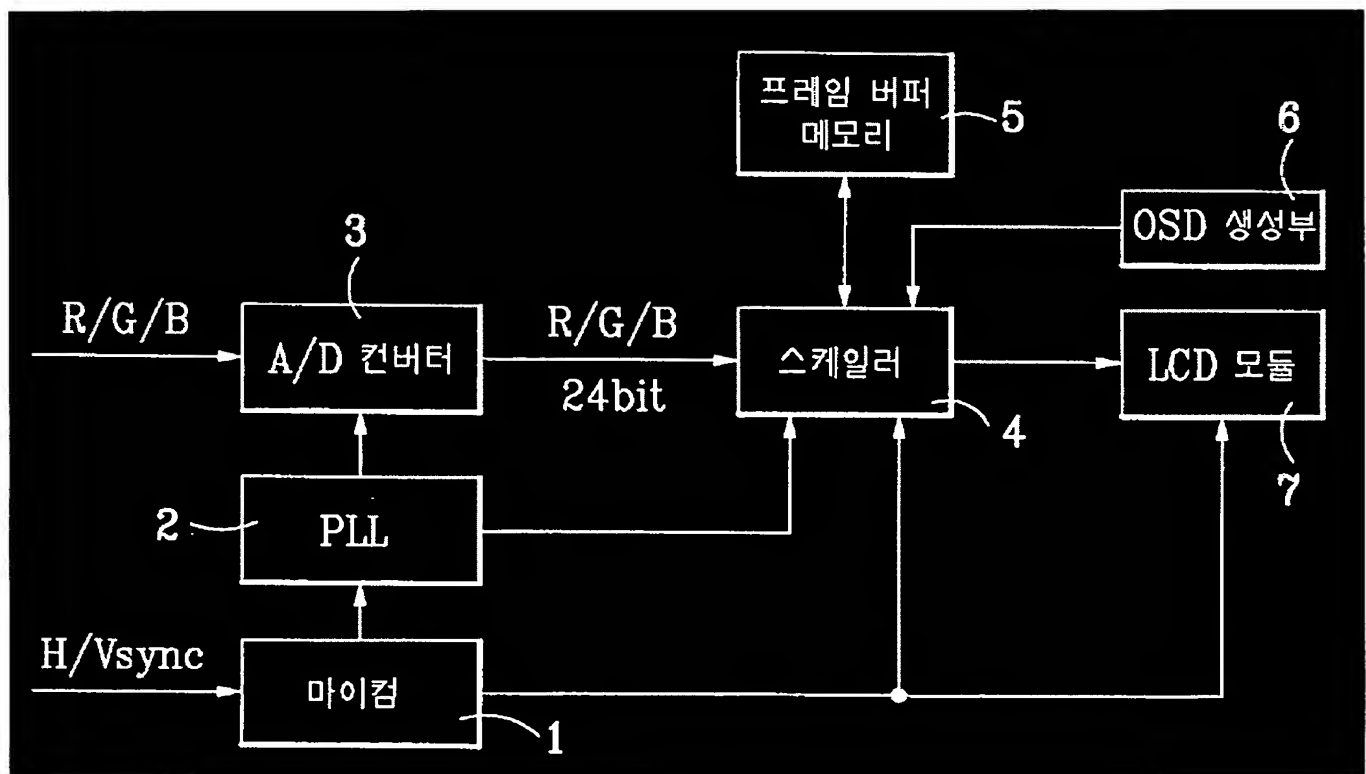 프레임 버퍼
메모리
5
6
OSD 생성부
3
R/G/B
A/D 컨버터
R/G/B
24bit
스케일러
4
LCD 모듈
7
2
PLL
H/Vsync
마이컴
1